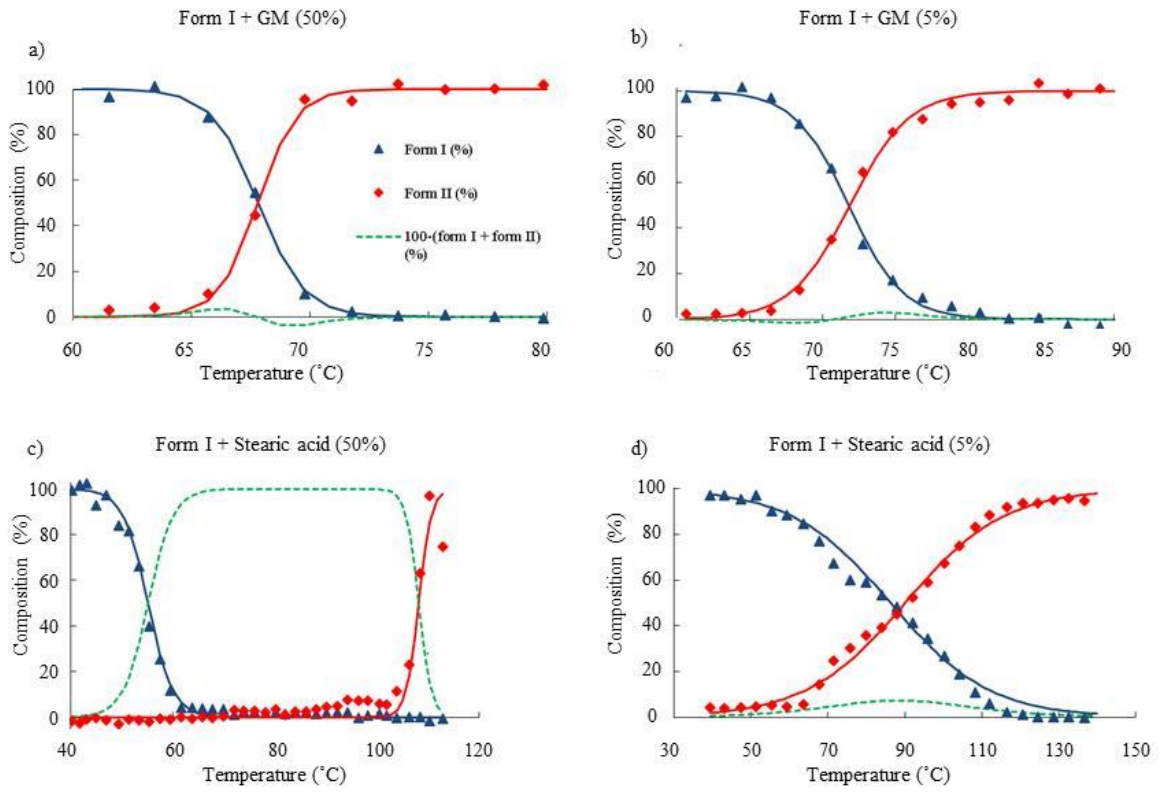 Form I + GM (50%)
a)
Composition (%)
100
80
60
40
20
0
60
65
70
75
80
Temperature (˚C)
Form I (%)
Form II (%)
100-(form I + form II)
(%)
Form I + GM (5%)
b)
Composition (%)
100
80
60
40
20
0
60
65
70
75
80
85
90
Temperature (˚C)
Form I + Stearic acid (50%)
c)
Composition (%)
100
80
60
40
20
0
40
60
80
100
120
Temperature (˚C)
Form I + Stearic acid (5%)
d)
Composition (%)
100
80
60
40
20
0
30
50
70
90
110
130
150
Temperature (˚C)